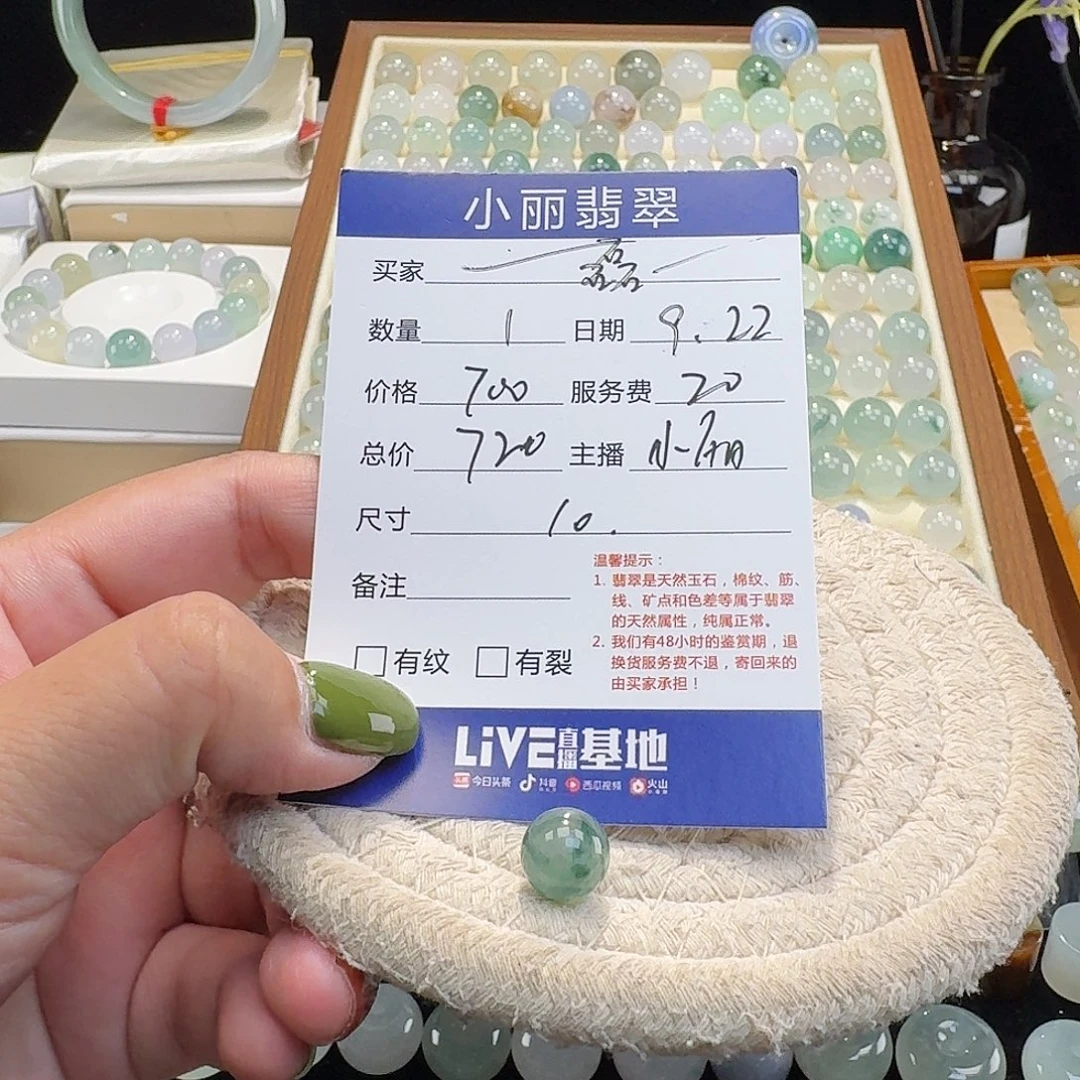 小丽翡翠
买家 磊
数量 1 日期 9.22
价格 700 服务费 20
总价 720 主播 小丽
尺寸 10.
备注
温馨提示：
1. 翡翠是天然玉石，棉纹、筋、
线、矿点和色差等属于翡翠
的天然属性，纯属正常。
2. 我们有48小时的鉴赏期，退
换货服务费不退，寄回来的
由买家承担！
有纹 有裂
LiVE直播基地
今日头条 抖音 西瓜视频 火山